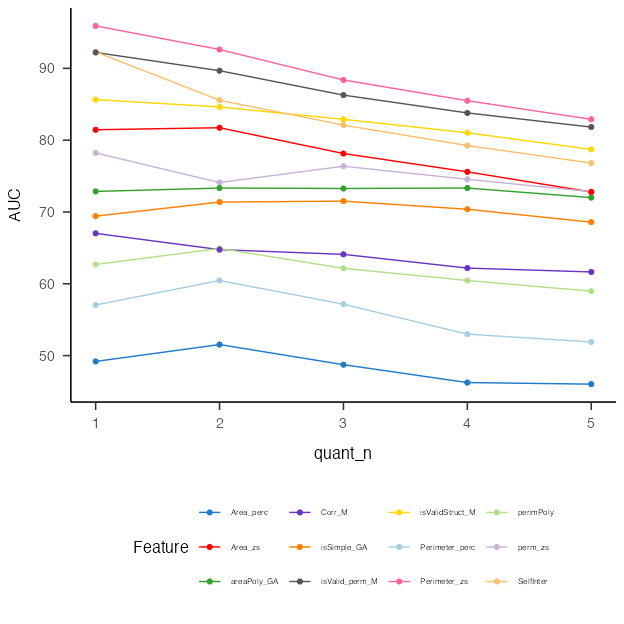 90
80
70
60
50
AUC
1 2 3 4 5
quant_n
Feature
Area_perc Corr_M isValidStruct_M perimPoly
Area_zs isSimple_GA Perimeter_perc perm_zs
areaPoly_GA isValid_perm_M Perimeter_zs SelfInter